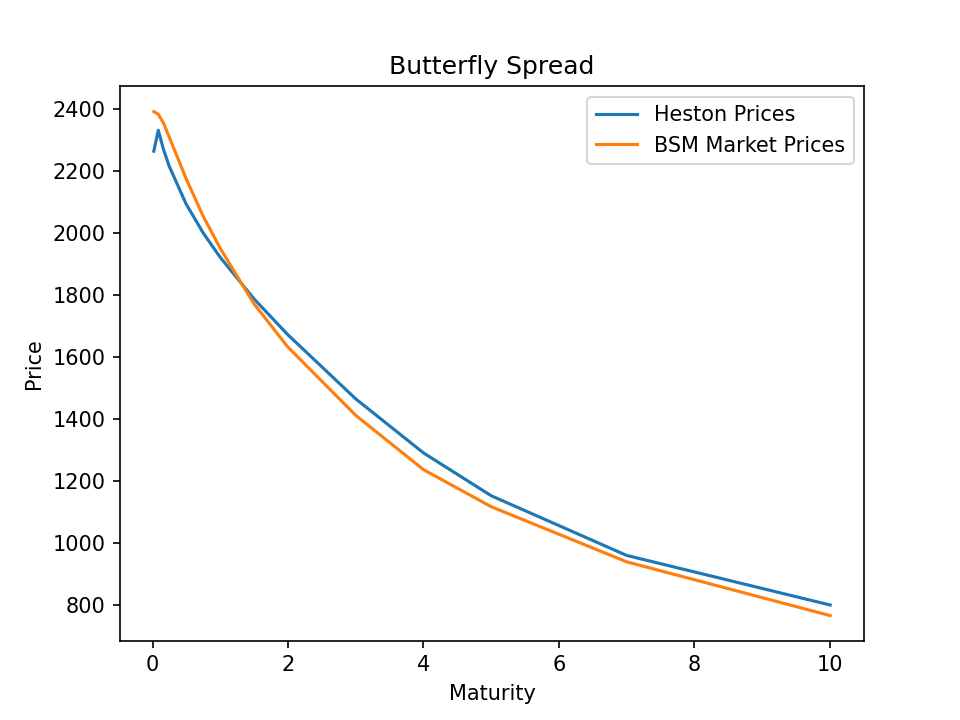 Butterfly Spread
Heston Prices
BSM Market Prices
Price
2400
2200
2000
1800
1600
1400
1200
1000
800
0 2 4 6 8 10
Maturity